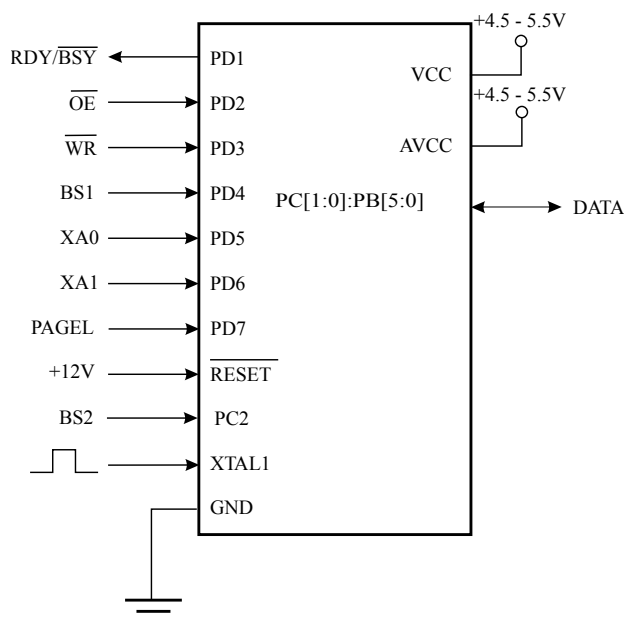 +4.5 - 5.5V
RDY/BSY PD1
VCC
OE PD2
+4.5 - 5.5V
WR PD3
AVCC
BS1 PD4
PC[1:0]:PB[5:0]
DATA
XA0 PD5
XA1 PD6
PAGEL PD7
+12V RESET
BS2 PC2
XTAL1
GND